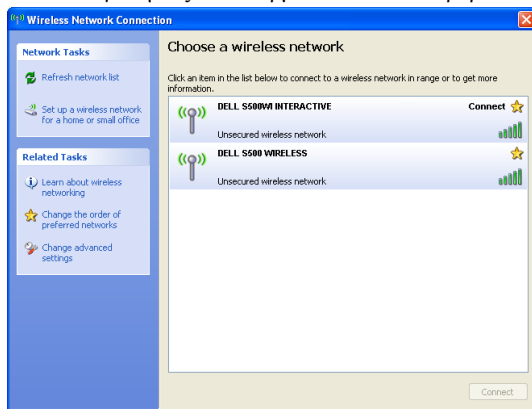 Wireless Network Connection
Network Tasks
Refresh network list
Set up a wireless network
for a home or small office
Related Tasks
Learn about wireless
networking
Change the order of
preferred networks
Change advanced
settings
Choose a wireless network
Click an item in the list below to connect to a wireless network in range or to get more
information.
DELL S500WI INTERACTIVE
Connect
Unsecured wireless network
DELL S500 WIRELESS
Unsecured wireless network
Connect